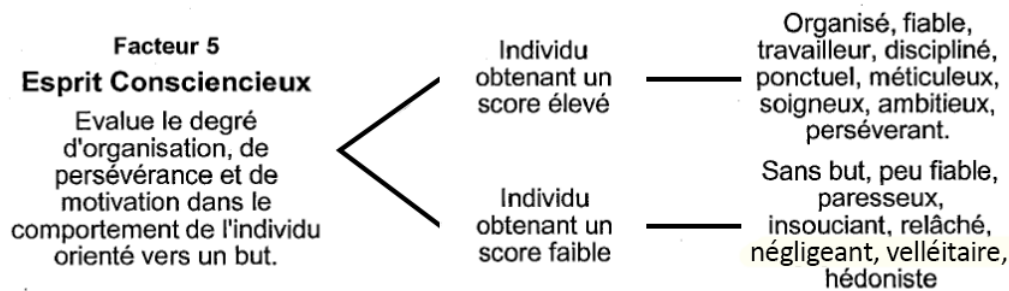 Facteur 5
Esprit Consciencieux
Evalue le degré
d'organisation, de
persévérance et de
motivation dans le
comportement de l'individu
orienté vers un but.
Individu
obtenant un
score élevé
Organisé, fiable,
travailleur, discipliné,
ponctuel, méticuleux,
soigneux, ambitieux,
perséverant.
Individu
obtenant un
score faible
Sans but, peu fiable,
paresseux,
insouciant, relâché,
négligeant, velléitaire,
hédoniste